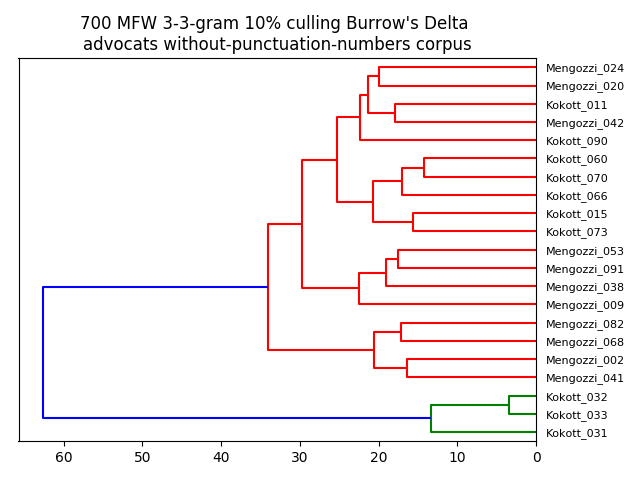 700 MFW 3-3-gram 10% culling Burrow's Delta
advocats without-punctuation-numbers corpus
Mengozzi_024
Mengozzi_020
Kokott_011
Mengozzi_042
Kokott_090
Kokott_060
Kokott_070
Kokott_066
Kokott_015
Kokott_073
Mengozzi_053
Mengozzi_091
Mengozzi_038
Mengozzi_009
Mengozzi_082
Mengozzi_068
Mengozzi_002
Mengozzi_041
Kokott_032
Kokott_033
Kokott_031
60 50 40 30 20 10 0